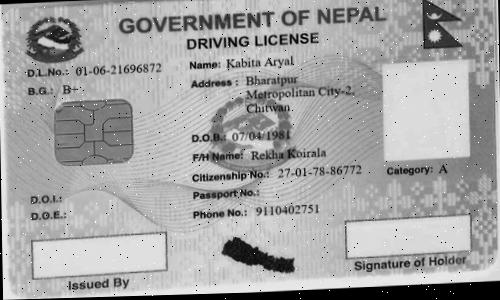 GOVERNMENT OF NEPAL
DRIVING LICENSE
D.L.No.: 01-06-21696872
B.G.: B+
Name: Kabita Aryal
Address : Bharatpur
Metropolitan City-2,
Chitwan.
D.O.B.: 07/04/1981
F/H Name: Rekha Koirala
Citizenship No.: 27-01-78-86772
Category: A
Passport No.:
D.O.I.:
D.O.E.:
Phone No.: 9110402751
Issued By
Signature of Holder